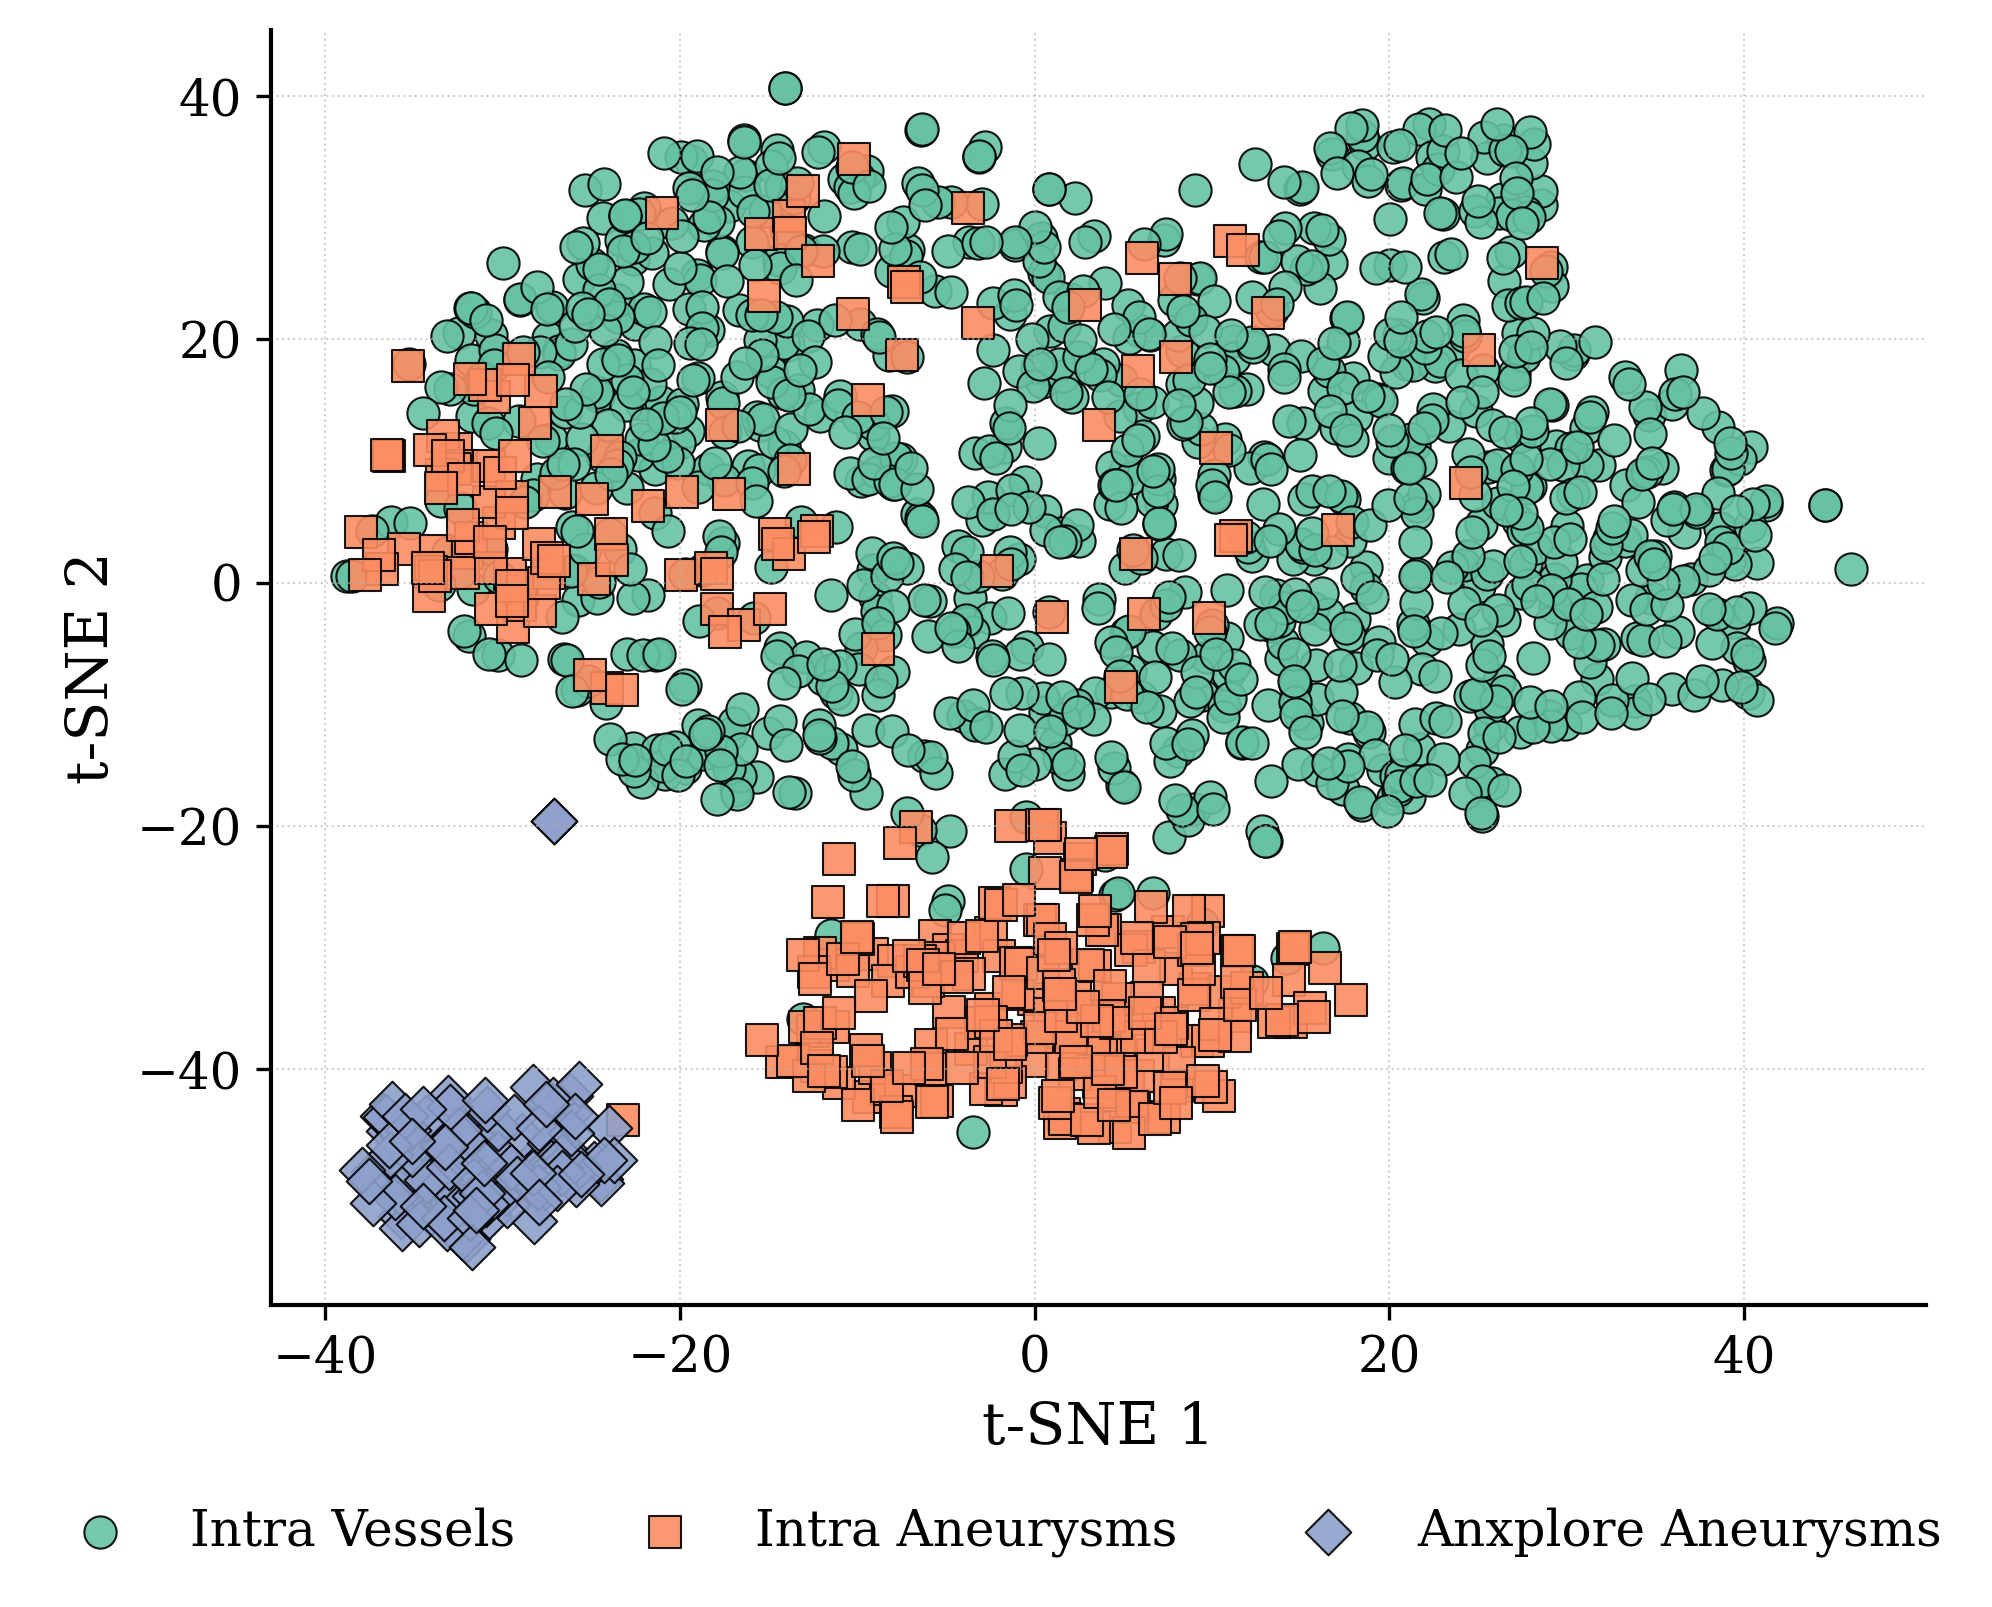 40
20
0
−20
−40
t-SNE 2
−40 −20 0 20 40
t-SNE 1
Intra Vessels Intra Aneurysms Anxplore Aneurysms